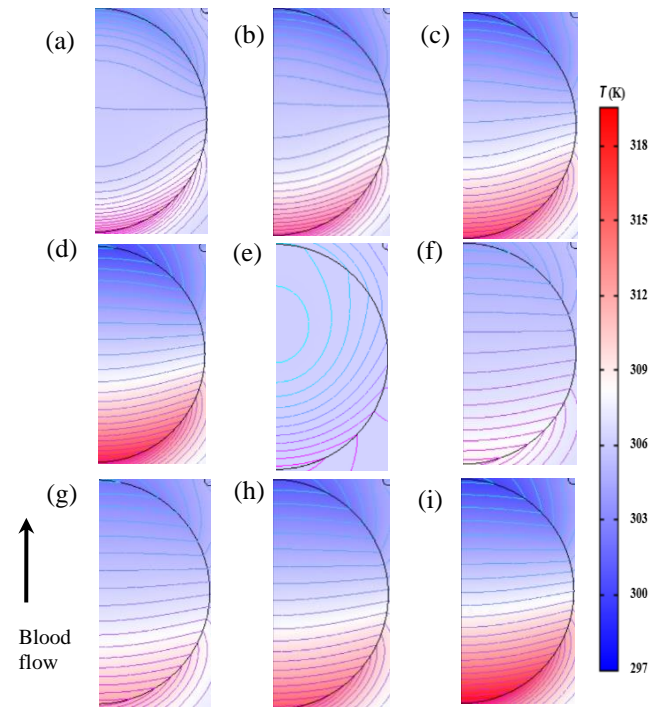 (a)
(b)
(c)
T (K)
318
315
312
309
306
303
300
297
(d)
(e)
(f)
(g)
(h)
(i)
Blood
flow